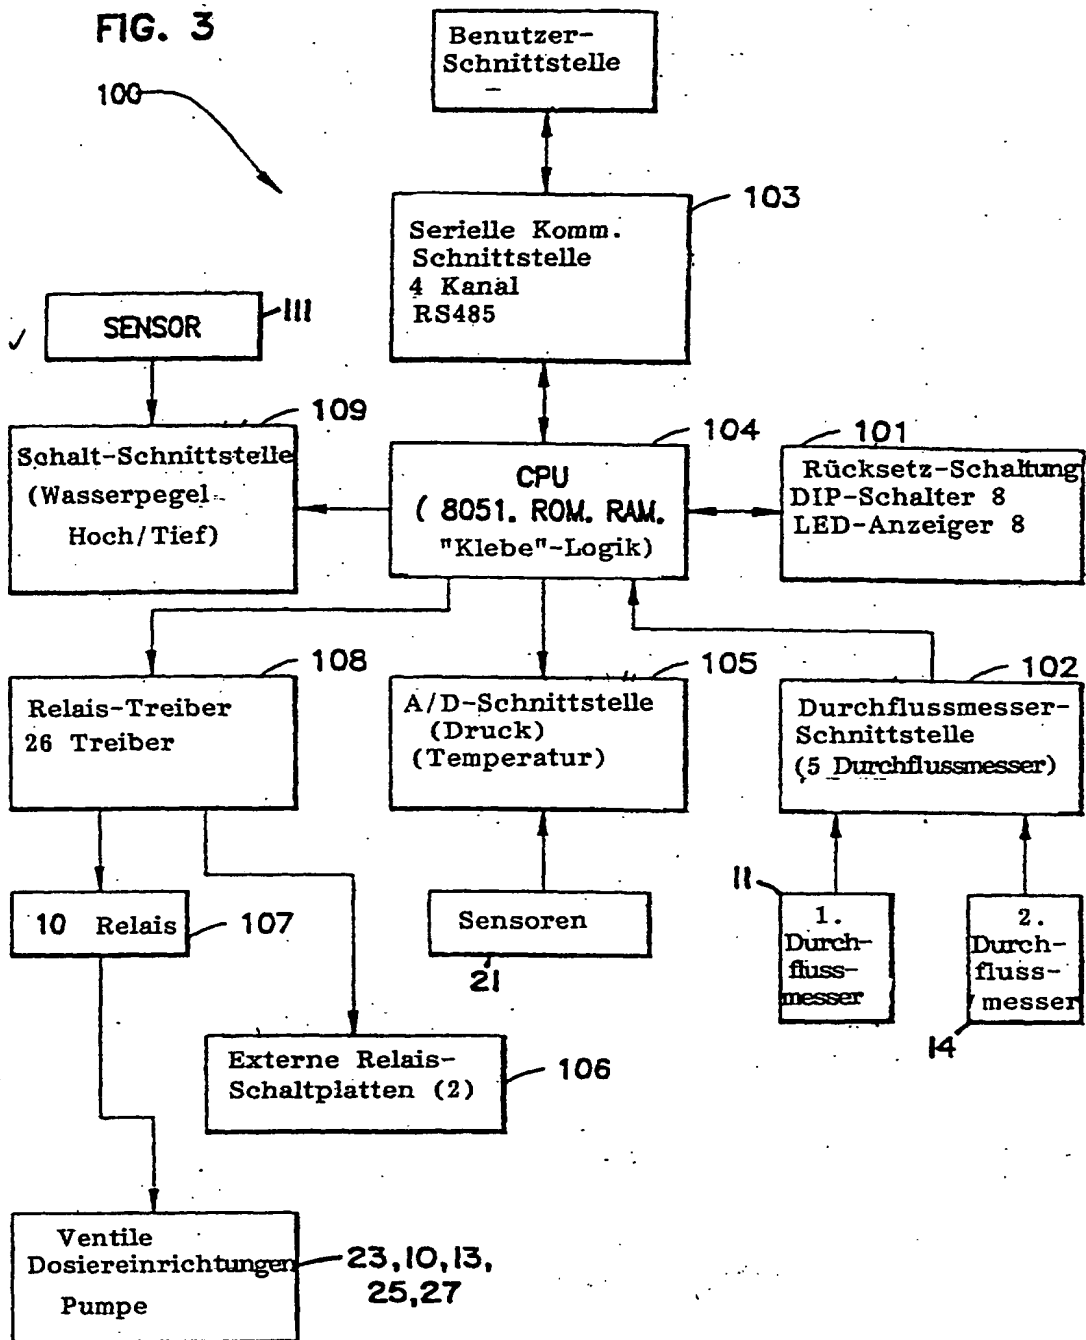 FIG. 3
100
Benutzer-
Schnittstelle
103
Serielle Komm.
Schnittstelle
4 Kanal
RS485
SENSOR
111
109
Schalt-Schnittstelle
(Wasserpegel
Hoch/Tief)
104
CPU
( 8051. ROM. RAM.
"Klebe"-Logik)
101
Rücksetz-Schaltung
DIP-Schalter 8
LED-Anzeiger 8
108
Relais-Treiber
26 Treiber
105
A/D-Schnittstelle
(Druck)
(Temperatur)
102
Durchflussmesser-
Schnittstelle
(5 Durchflussmesser)
10 Relais
107
Sensoren
21
11
1.
Durch-
fluss-
messer
2.
Durch-
fluss-
messer
14
Externe Relais-
Schaltplatten (2)
106
Ventile
Dosiereinrichtungen
Pumpe
23,10,13,
25,27